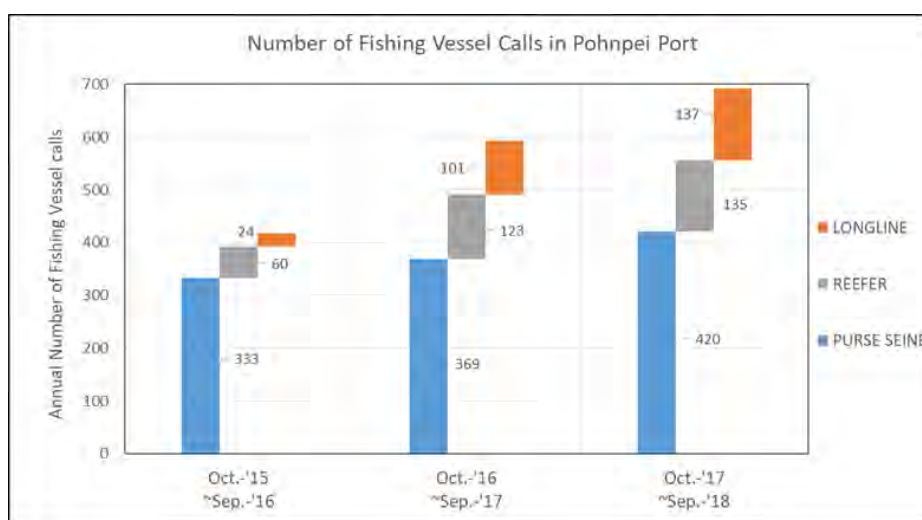 Number of Fishing Vessel Calls in Pohnpei Port
Annual Number of Fishing Vessel calls
700
600
500
400
300
200
100
0
24
60
333
101
123
369
137
135
420
Oct.-'15
~Sep.-'16
Oct.-'16
~Sep.-'17
Oct.-'17
~Sep.-'18
LONGLINE
REEFER
PURSE SEINE